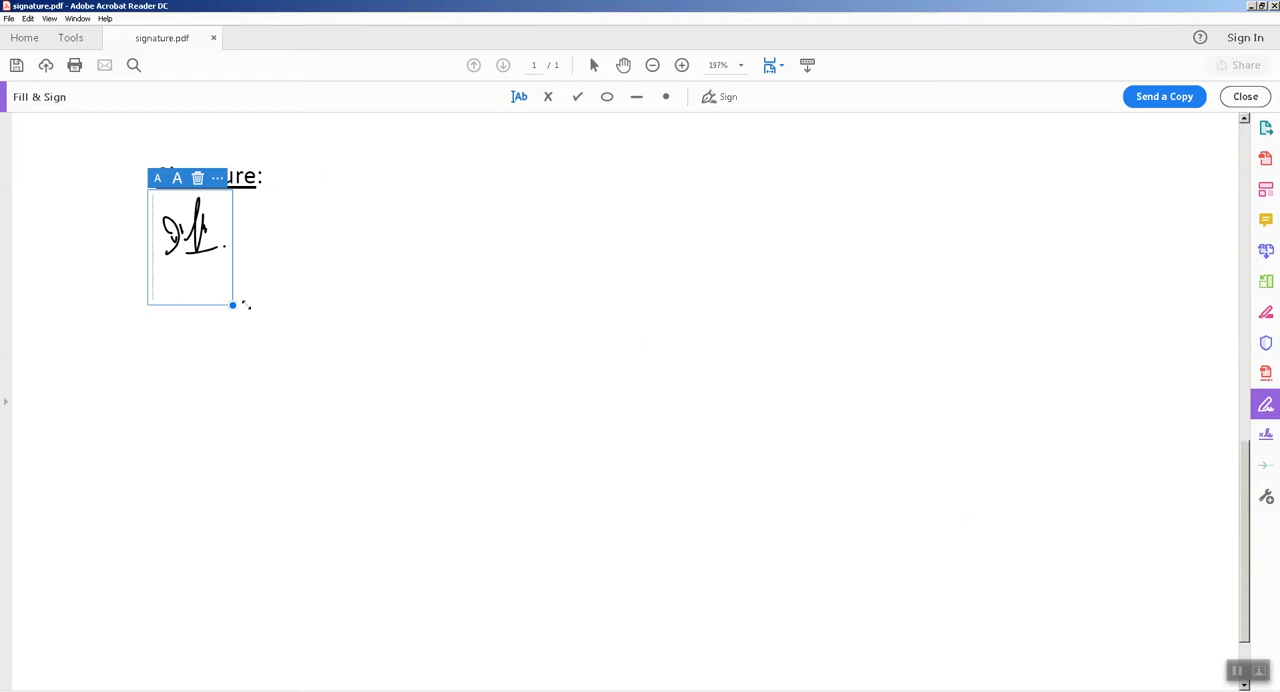 signature.pdf - Adobe Acrobat Reader DC
File Edit View Window Help
Home Tools signature.pdf × Sign In
1 / 1 197% Share
Fill & Sign Ab Sign Send a Copy Close
A A ure: